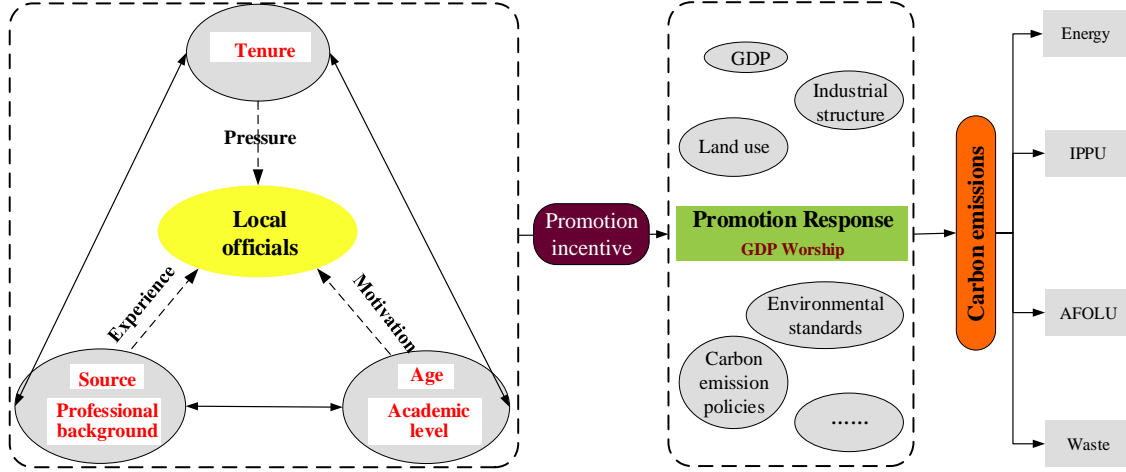 Tenure
Pressure
Local
officials
Experience
Motivation
Source
Professional
background
Age
Academic
level
Promotion
incentive
GDP
Industrial
structure
Land use
Promotion Response
GDP Worship
Environmental
standards
Carbon
emission
policies
......
Carbon emissions
Energy
IPPU
AFOLU
Waste